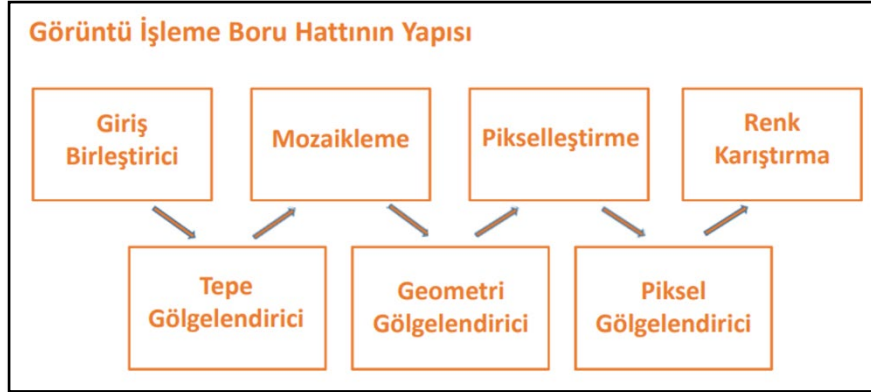 Görüntü İşleme Boru Hattının Yapısı
Giriş
Birleştirici
Tepe
Gölgelendirici
Mozaikleme
Geometri
Gölgelendirici
Pikselleştirme
Piksel
Gölgelendirici
Renk
Karıştırma